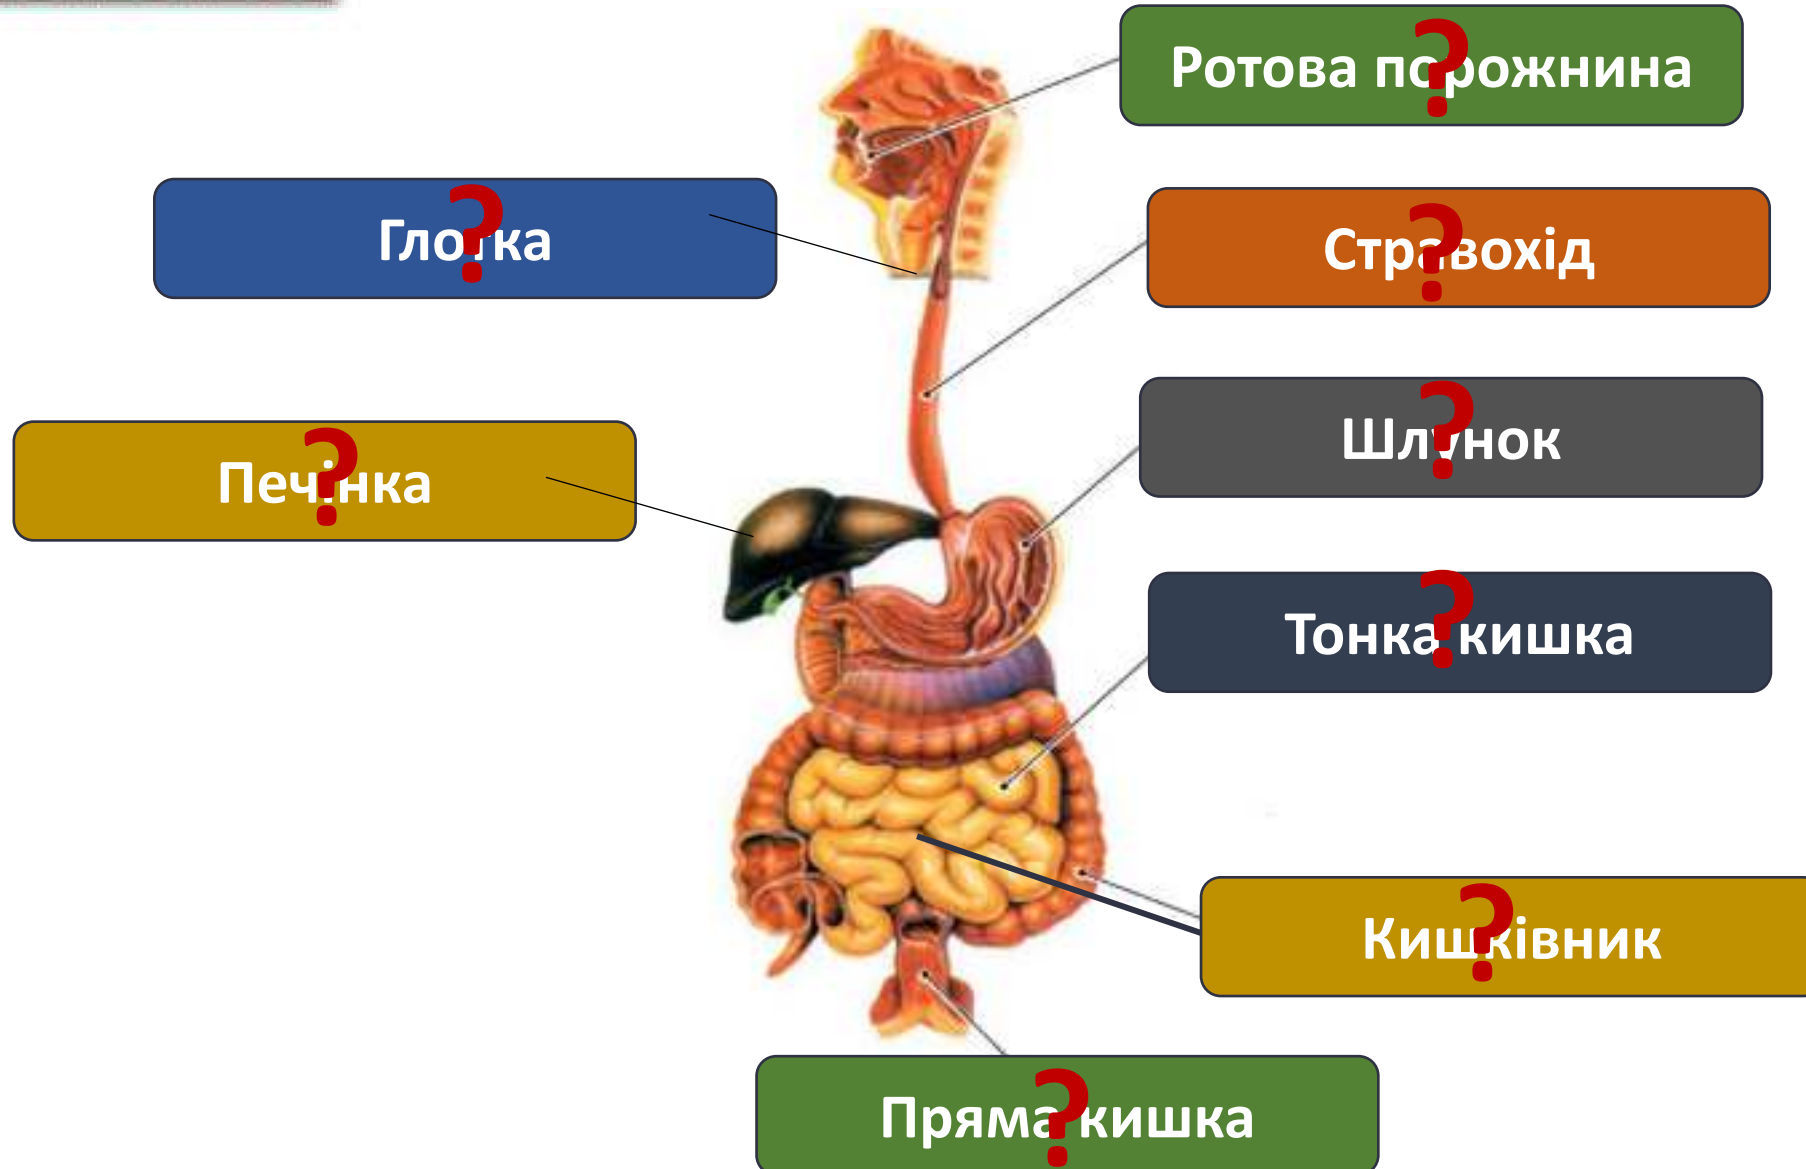 Ротова порожнина
?
Глотка
?
Стравохід
?
Шлунок
?
Печінка
?
Тонка кишка
?
Кишківник
?
Пряма кишка
?